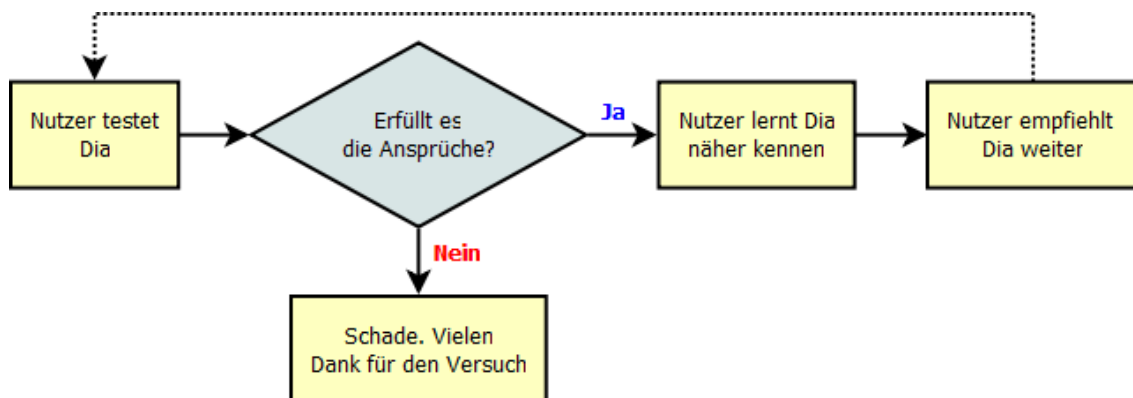 Nutzer testet
Dia
Erfüllt es
die Ansprüche?
Ja
Nutzer lernt Dia
näher kennen
Nutzer empfiehlt
Dia weiter
Nein
Schade. Vielen
Dank für den Versuch